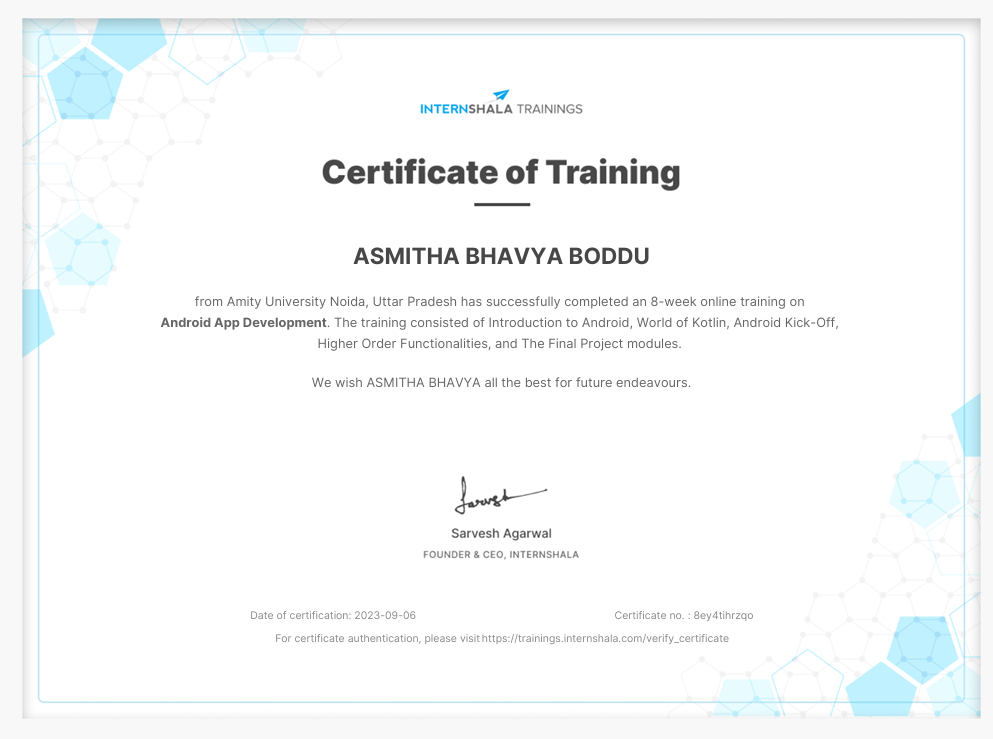 INTERNSHALA TRAININGS
Certificate of Training
ASMITHA BHAVYA BODDU
from Amity University Noida, Uttar Pradesh has successfully completed an 8-week online training on
Android App Development. The training consisted of Introduction to Android, World of Kotlin, Android Kick-Off,
Higher Order Functionalities, and The Final Project modules.
We wish ASMITHA BHAVYA all the best for future endeavours.
Sarvesh
Sarvesh Agarwal
FOUNDER & CEO, INTERNSHALA
Date of certification: 2023-09-06 Certificate no. : 8ey4tihrzqo
For certificate authentication, please visit https://trainings.internshala.com/verify_certificate